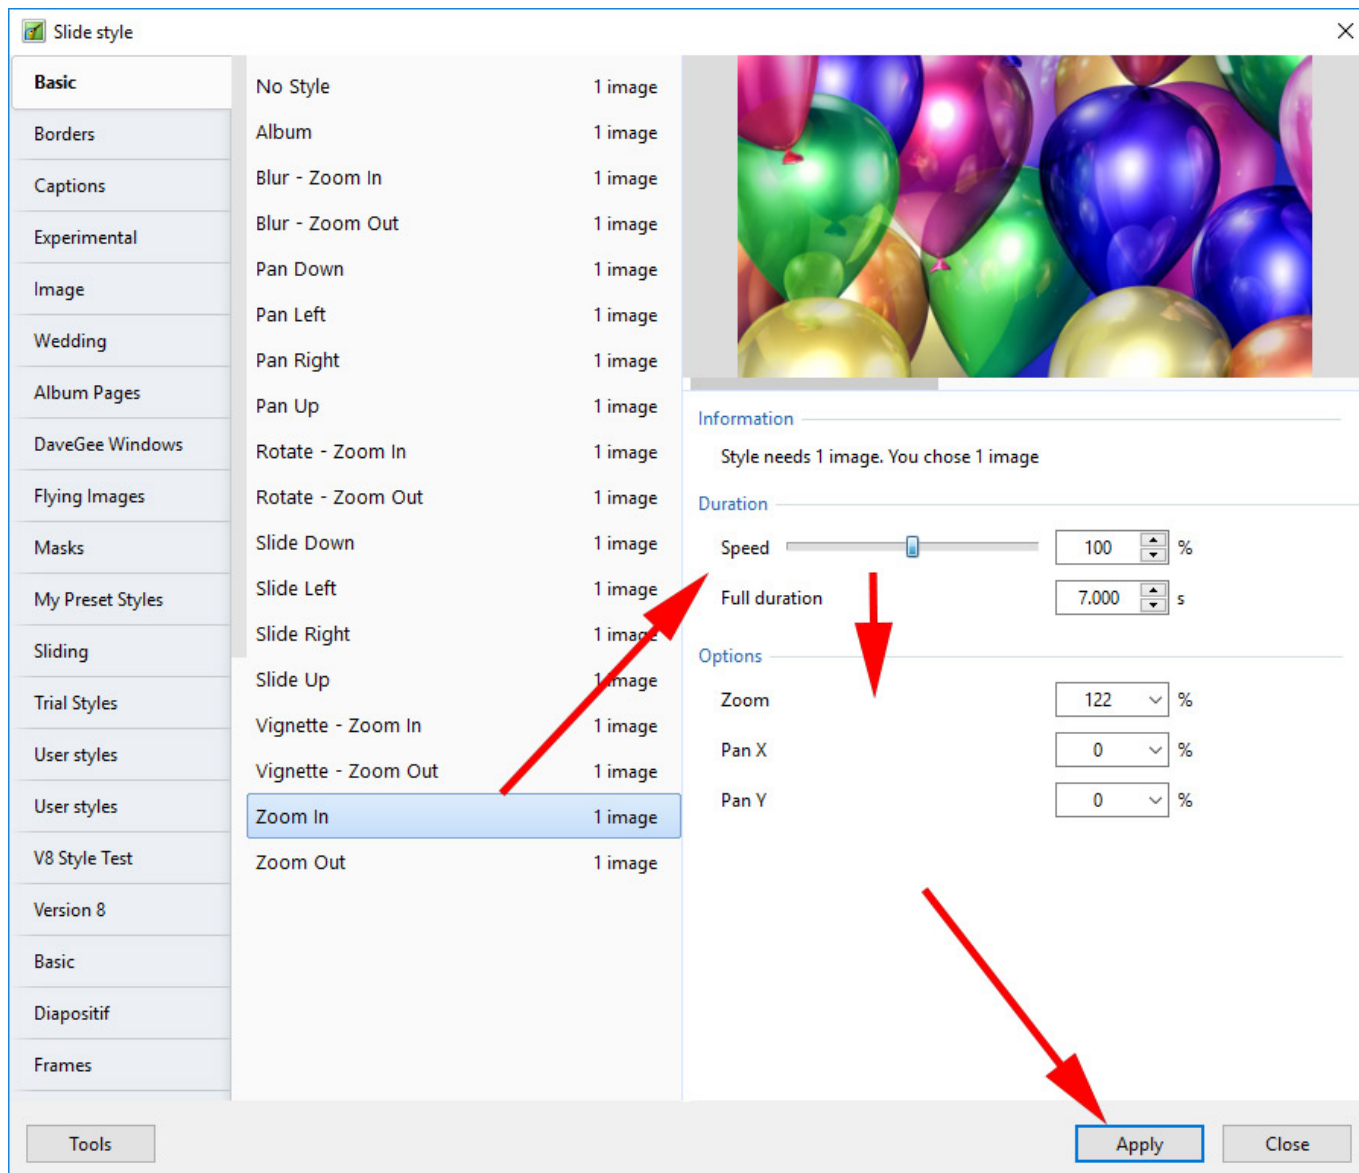 Slide style
Basic
Borders
Captions
Experimental
Image
Wedding
Album Pages
DaveGee Windows
Flying Images
Masks
My Preset Styles
Sliding
Trial Styles
User styles
User styles
V8 Style Test
Version 8
Basic
Diapositif
Frames
No Style 1 image
Album 1 image
Blur - Zoom In 1 image
Blur - Zoom Out 1 image
Pan Down 1 image
Pan Left 1 image
Pan Right 1 image
Pan Up 1 image
Rotate - Zoom In 1 image
Rotate - Zoom Out 1 image
Slide Down 1 image
Slide Left 1 image
Slide Right 1 image
Slide Up 1 image
Vignette - Zoom In 1 image
Vignette - Zoom Out 1 image
Zoom In 1 image
Zoom Out 1 image
Information
Style needs 1 image. You chose 1 image
Duration
Speed 100 %
Full duration 7.000 s
Options
Zoom 122 %
Pan X 0 %
Pan Y 0 %
Tools Apply Close